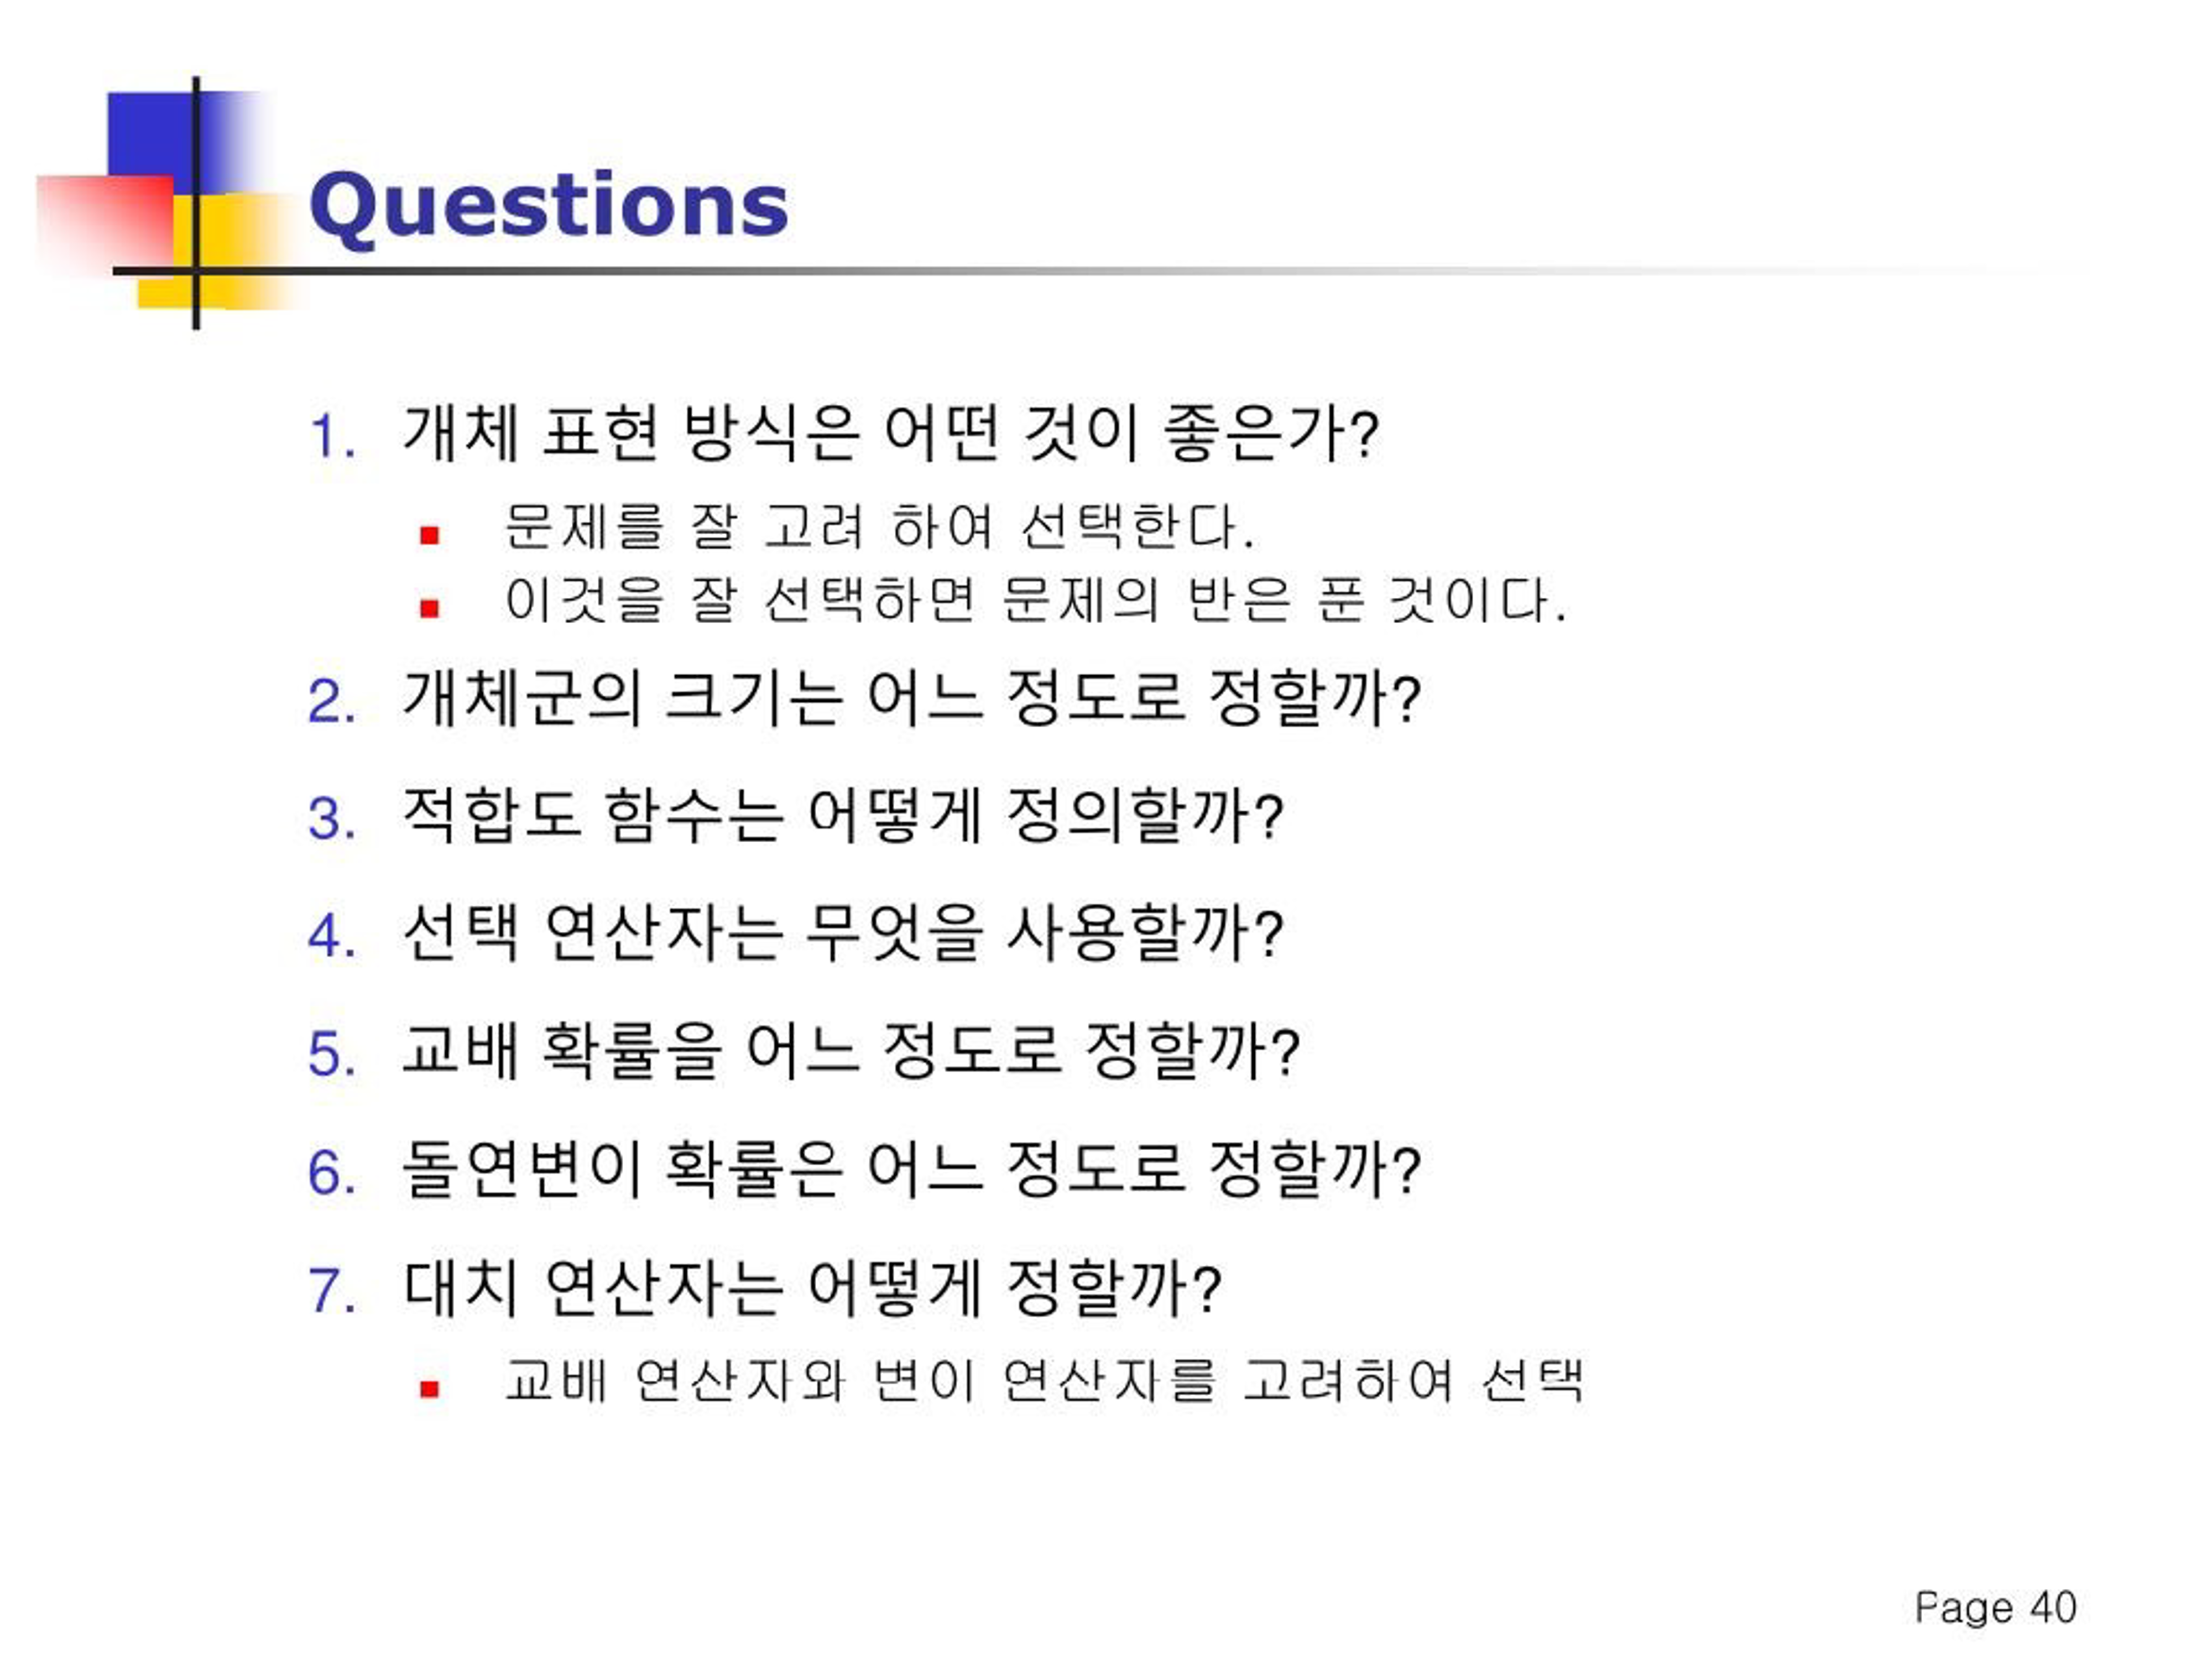 Questions
1. 개체 표현 방식은 어떤 것이 좋은가?
문제를 잘 고려 하여 선택한다.
이것을 잘 선택하면 문제의 반은 푼 것이다.
2. 개체군의 크기는 어느 정도로 정할까?
3. 적합도 함수는 어떻게 정의할까?
4. 선택 연산자는 무엇을 사용할까?
5. 교배 확률을 어느 정도로 정할까?
6. 돌연변이 확률은 어느 정도로 정할까?
7. 대치 연산자는 어떻게 정할까?
교배 연산자와 변이 연산자를 고려하여 선택
Page 40